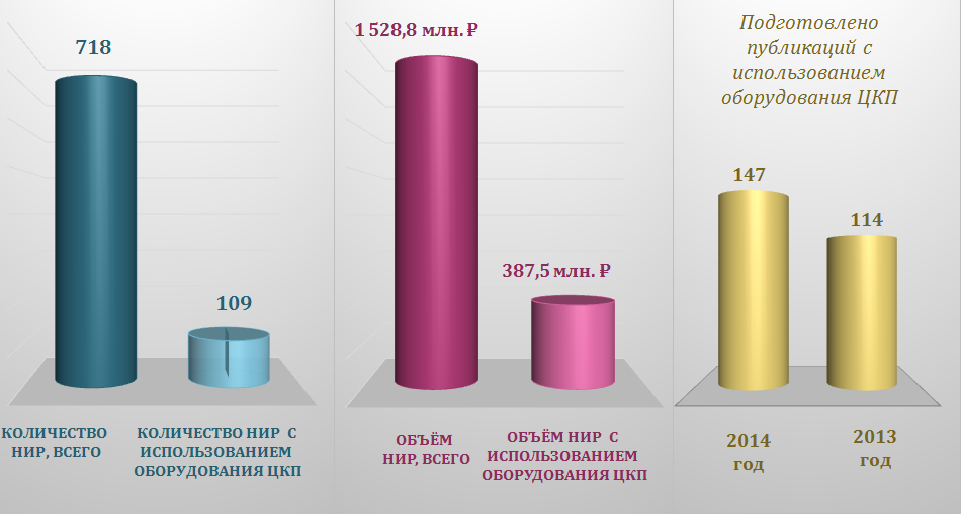 718
109
КОЛИЧЕСТВО
НИР, ВСЕГО
КОЛИЧЕСТВО НИР С
ИСПОЛЬЗОВАНИЕМ
ОБОРУДОВАНИЯ ЦКП
1 528,8 млн. ₽
387,5 млн. ₽
ОБЪЁМ
НИР, ВСЕГО
ОБЪЁМ НИР С
ИСПОЛЬЗОВАНИЕМ
ОБОРУДОВАНИЯ ЦКП
Подготовлено
публикаций с
использованием
оборудования ЦКП
147
114
2014
год
2013
год